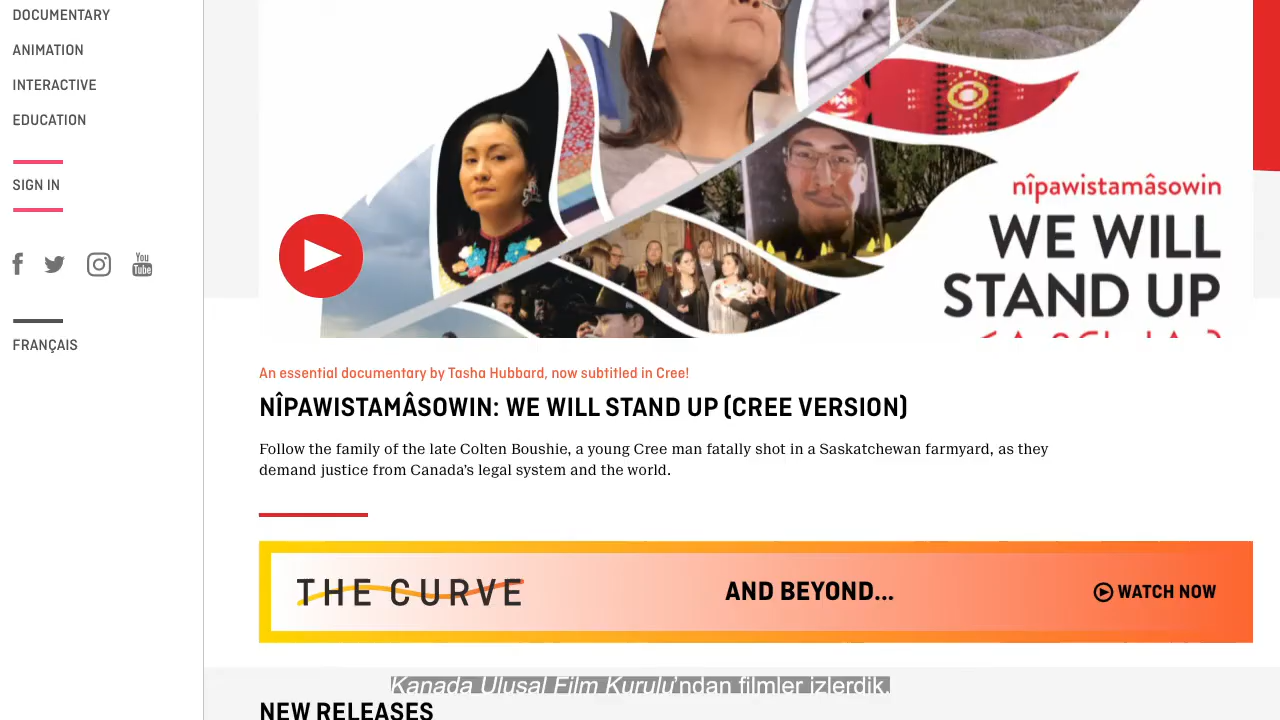 DOCUMENTARY
ANIMATION
INTERACTIVE
EDUCATION
SIGN IN
You
Tube
FRANÇAIS
nîpawistamâsowin
WE WILL
STAND UP
An essential documentary by Tasha Hubbard, now subtitled in Cree!
NÎPAWISTAMÂSOWIN: WE WILL STAND UP (CREE VERSION)
Follow the family of the late Colten Boushie, a young Cree man fatally shot in a Saskatchewan farmyard, as they
demand justice from Canada's legal system and the world.
THE CURVE
AND BEYOND...
WATCH NOW
Kanada Ulusal Film Kurulu'ndan filmler izlerdik.
NEW RELEASES